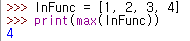 >>> lnFunc = [1, 2, 3, 4]
>>> print(max(lnFunc))
4